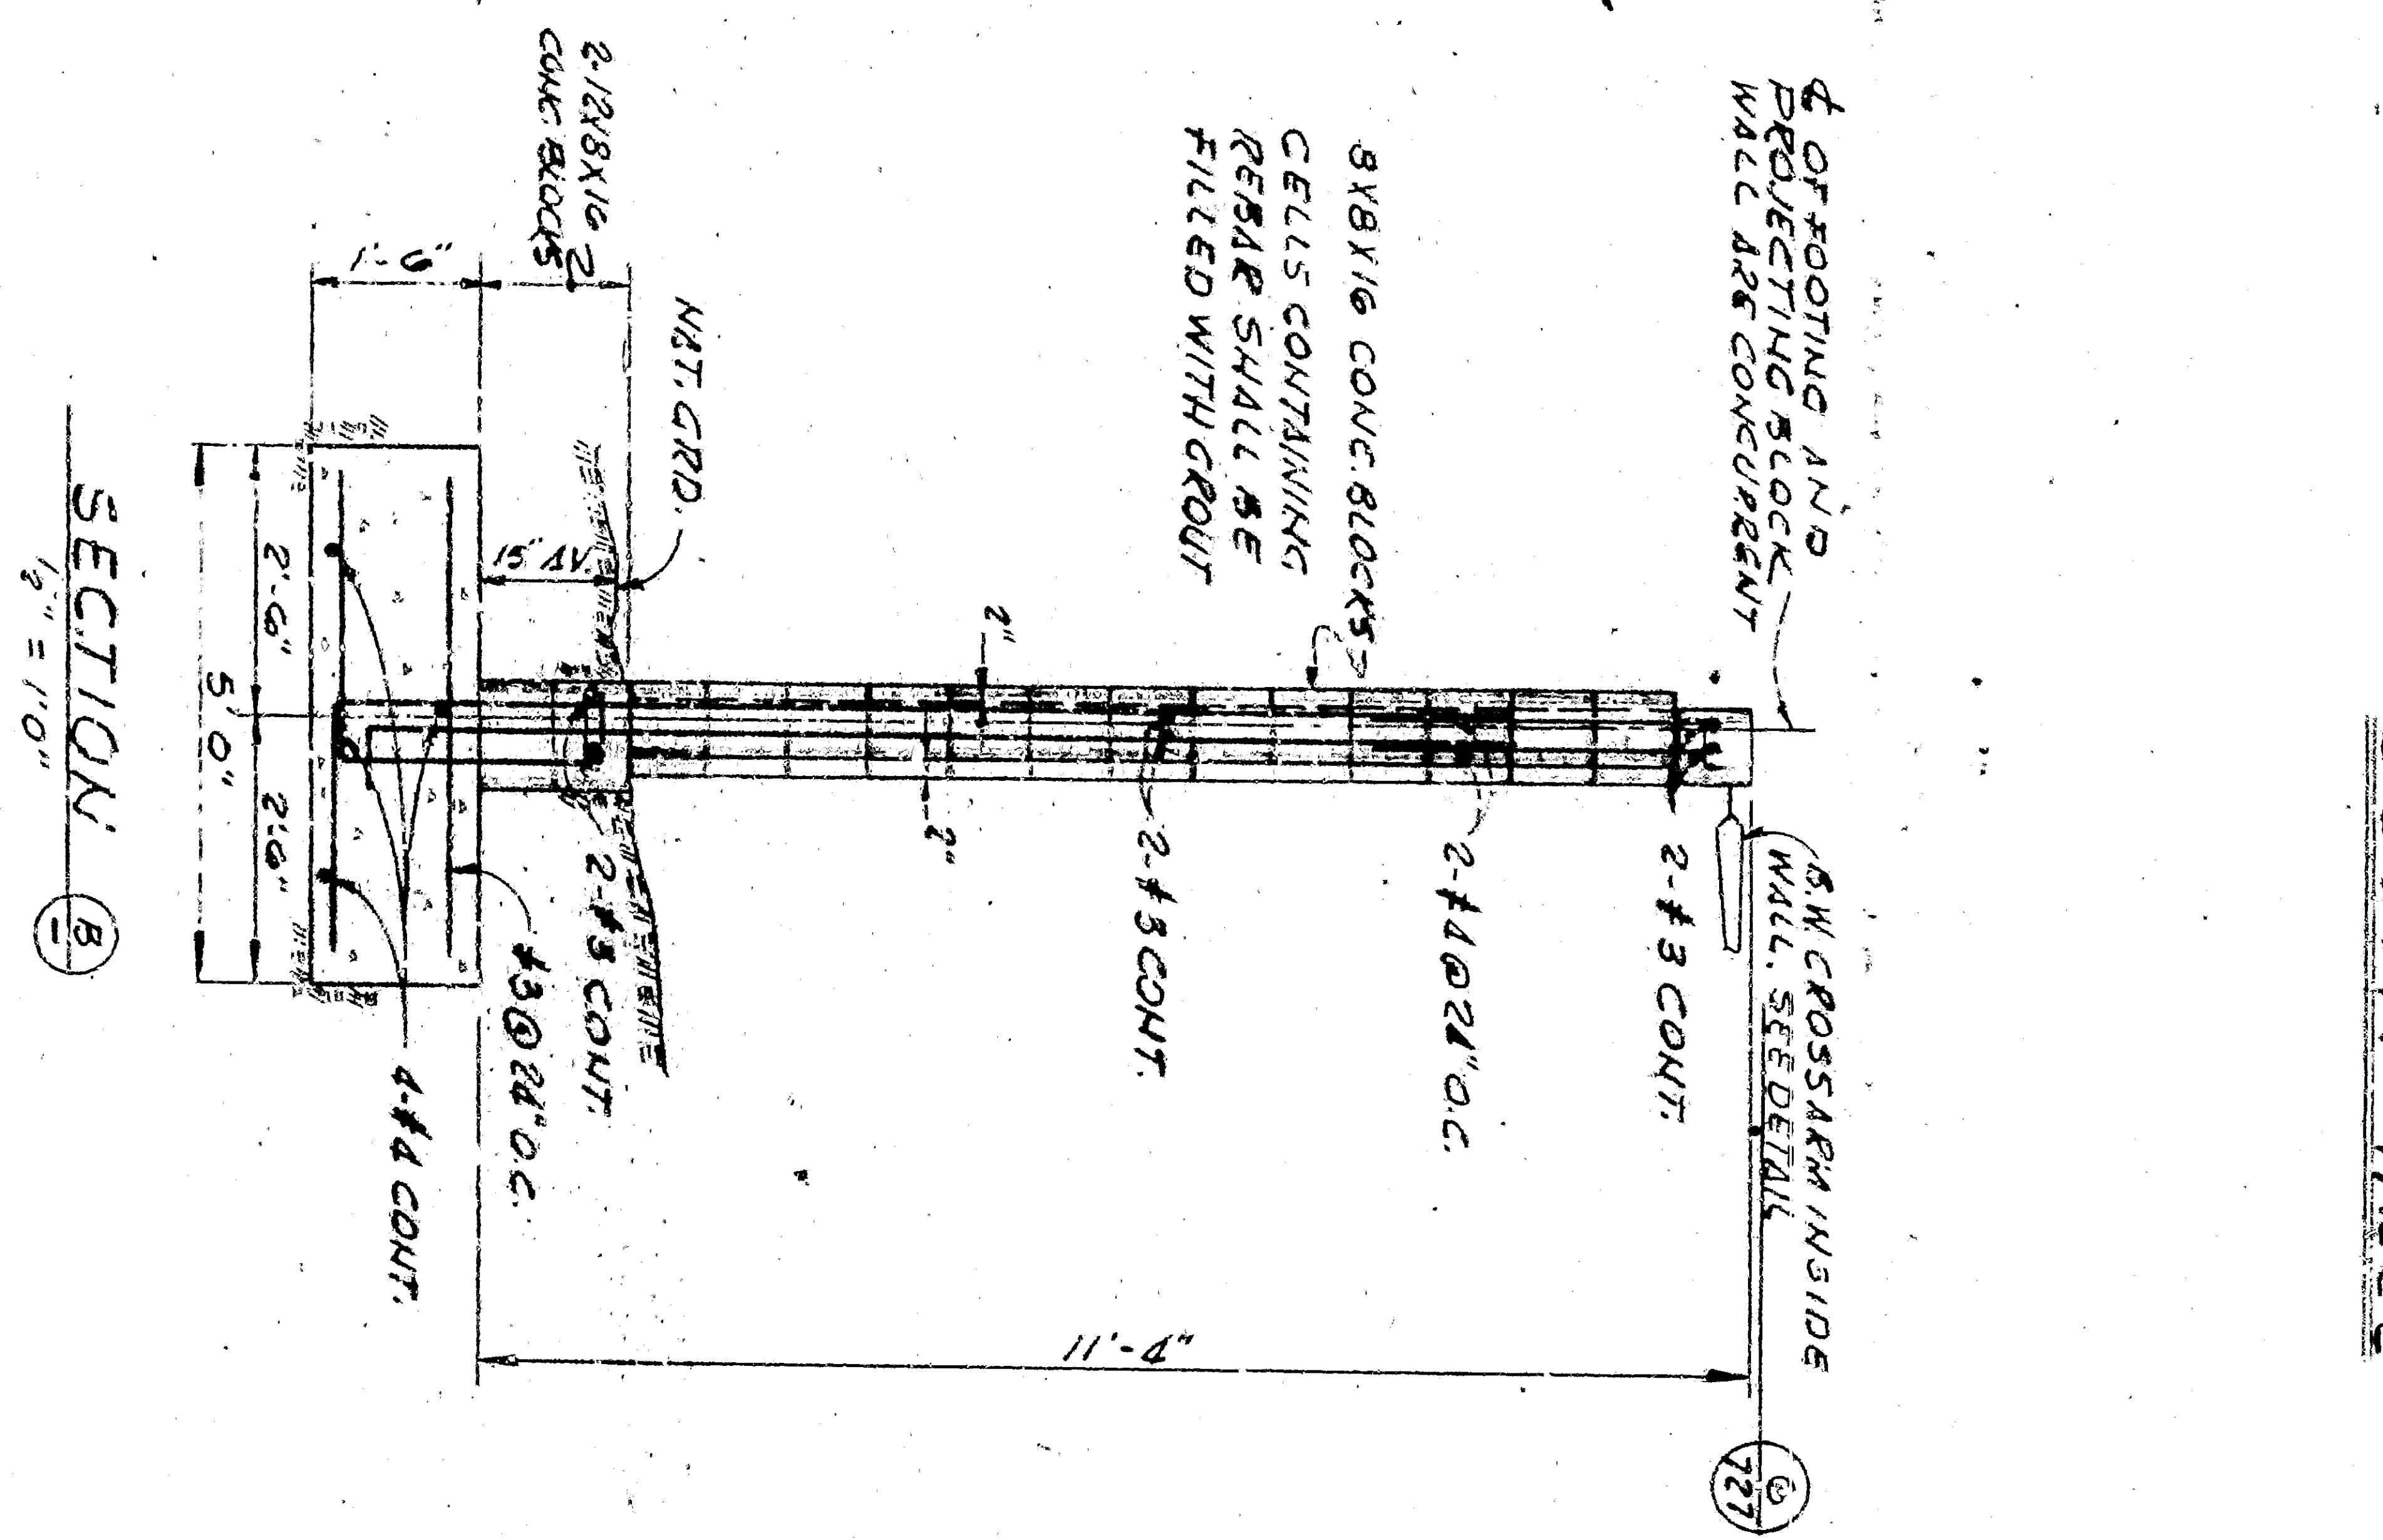 ℄ OF FOOTING AND
PROJECTING BLOCK
WALL ARE CONCURRENT
B.W. CROSSARM INSIDE
WALL. SEE DETAIL
727
8X8X16 CONC. BLOCKS
CELLS CONTAINING
REBAR SHALL BE
FILLED WITH GROUT
2-#3 CONT.
2-#4@24" O.C.
2-#3 CONT.
11'-4"
2"
2"
NAT. GRD.
2-12X8X16
CONC. BLOCKS
15" AV.
2-#3 CONT.
#3@24" O.C.
4-#4 CONT.
1'-6"
2'-6"
2'-6"
5'0"
SECTION
B
1/2" = 1'0"